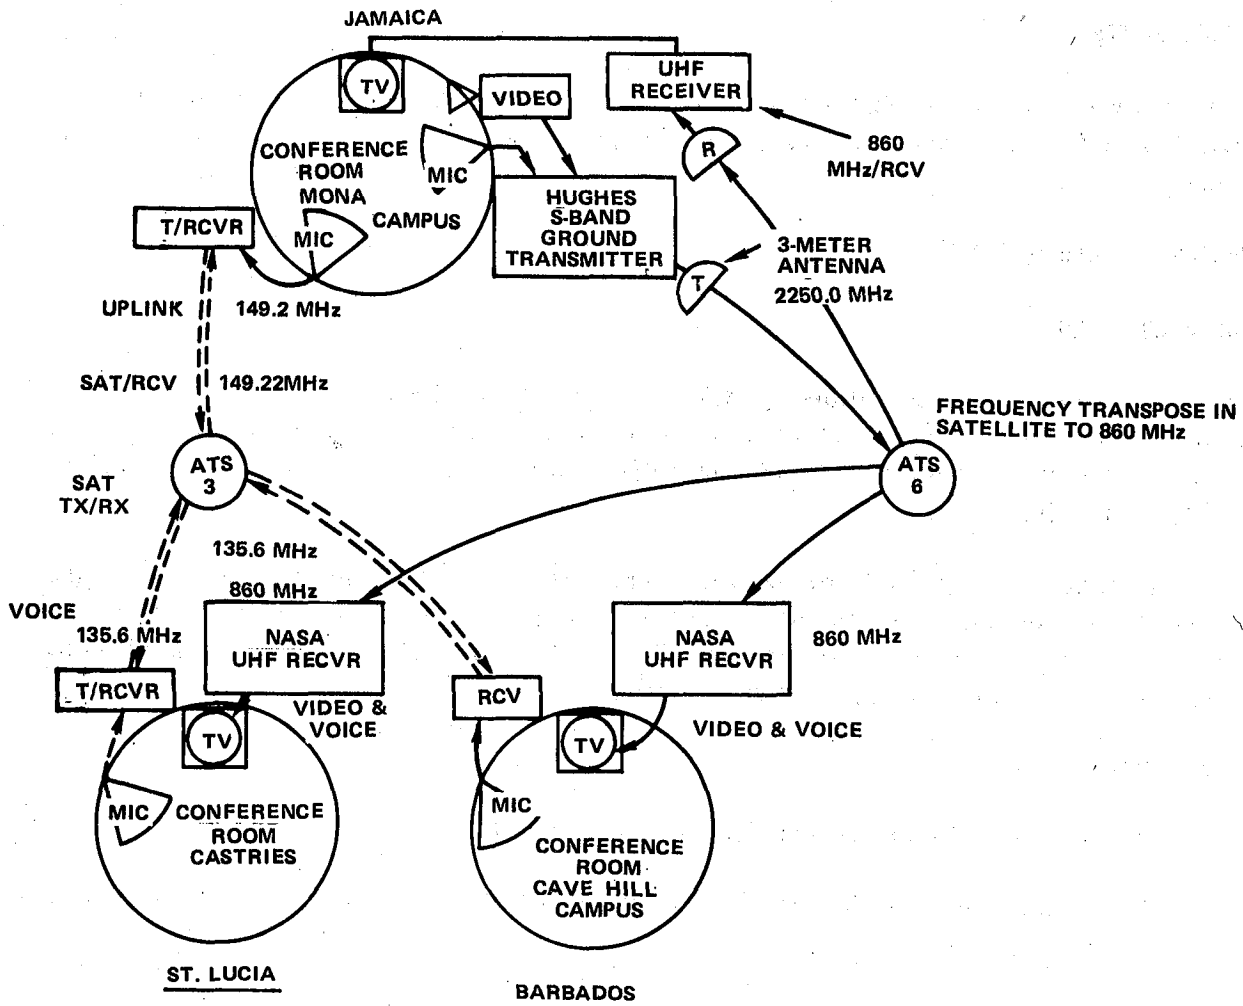 JAMAICA
TV
VIDEO
UHF
RECEIVER
860
MHz/RCV
R
CONFERENCE
ROOM
MONA
CAMPUS
MIC
MIC
T/RCVR
HUGHES
S-BAND
GROUND
TRANSMITTER
T
3-METER
ANTENNA
2250.0 MHz
UPLINK
149.2 MHz
SAT/RCV
149.22MHz
FREQUENCY TRANSPOSE IN
SATELLITE TO 860 MHz
ATS
3
ATS
6
SAT
TX/RX
135.6 MHz
860 MHz
VOICE
135.6 MHz
NASA
UHF RECVR
NASA
UHF RECVR
860 MHz
T/RCVR
VIDEO &
VOICE
RCV
VIDEO & VOICE
TV
TV
MIC
CONFERENCE
ROOM
CASTRIES
MIC
CONFERENCE
ROOM
CAVE HILL
CAMPUS
ST. LUCIA
BARBADOS